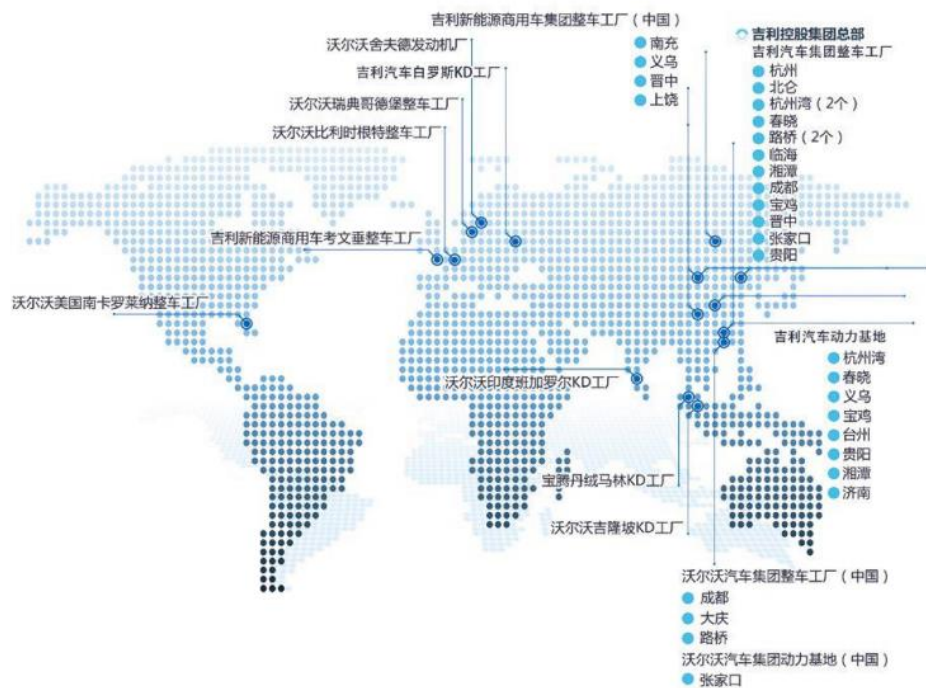 吉利新能源商用车集团整车工厂（中国）
南充
义乌
晋中
上饶
吉利控股集团总部
吉利汽车集团整车工厂
杭州
北仑
杭州湾（2个）
春晓
路桥（2个）
临海
湘潭
成都
宝鸡
晋中
张家口
贵阳
沃尔沃舍夫德发动机厂
吉利汽车白罗斯KD工厂
沃尔沃瑞典哥德堡整车工厂
沃尔沃比利时根特整车工厂
吉利新能源商用车考文垂整车工厂
沃尔沃美国南卡罗莱纳整车工厂
吉利汽车动力基地
杭州湾
春晓
义乌
宝鸡
台州
贵阳
湘潭
济南
沃尔沃印度班加罗尔KD工厂
宝腾丹绒马林KD工厂
沃尔沃吉隆坡KD工厂
沃尔沃汽车集团整车工厂（中国）
成都
大庆
路桥
沃尔沃汽车集团动力基地（中国）
张家口